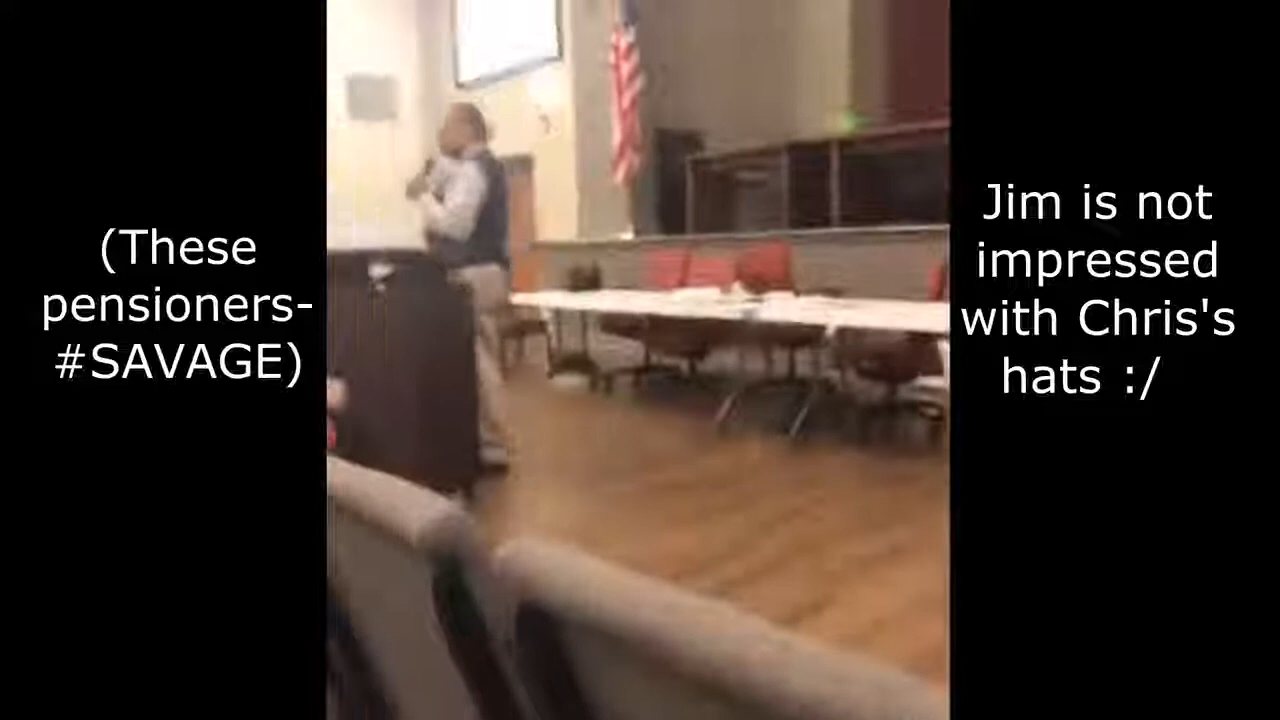 (These
pensioners-
#SAVAGE)
Jim is not
impressed
with Chris's
hats :/